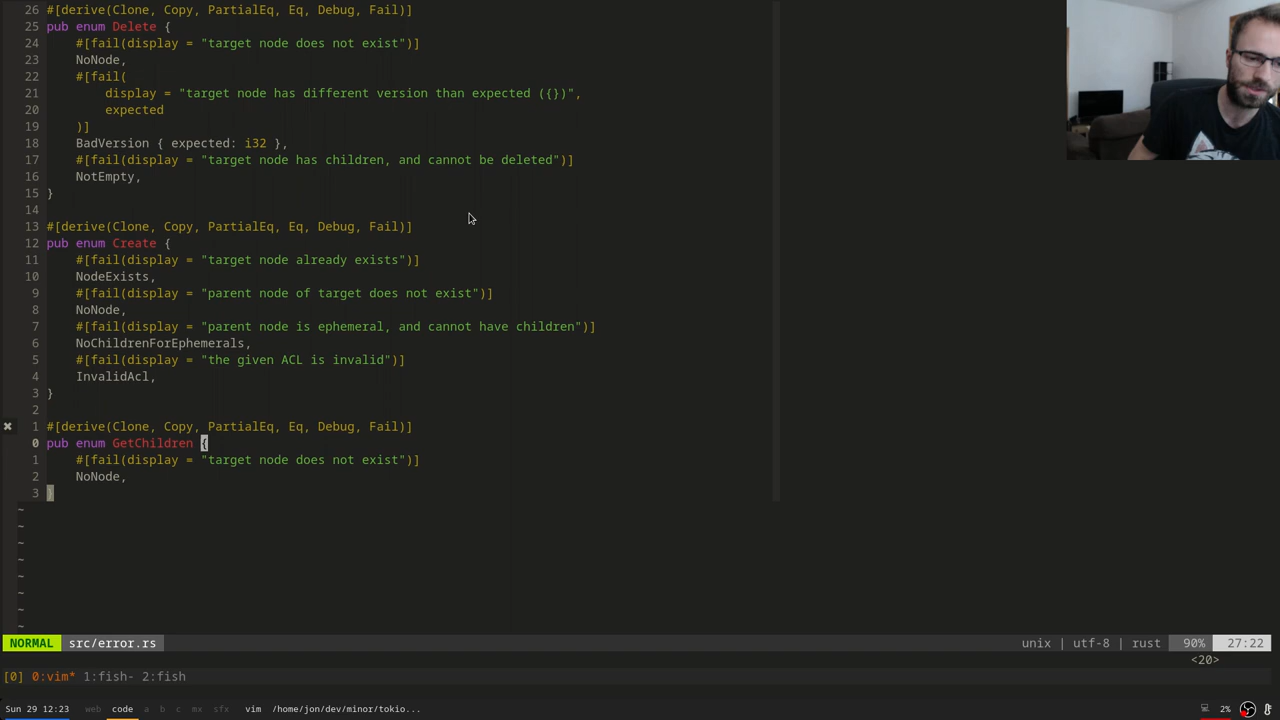 26 #[derive(Clone, Copy, PartialEq, Eq, Debug, Fail)]
25 pub enum Delete {
24     #[fail(display = "target node does not exist")]
23     NoNode,
22     #[fail(
21         display = "target node has different version than expected ({})",
20         expected
19     )]
18     BadVersion { expected: i32 },
17     #[fail(display = "target node has children, and cannot be deleted")]
16     NotEmpty,
15 }
14
13 #[derive(Clone, Copy, PartialEq, Eq, Debug, Fail)]
12 pub enum Create {
11     #[fail(display = "target node already exists")]
10     NodeExists,
9     #[fail(display = "parent node of target does not exist")]
8     NoNode,
7     #[fail(display = "parent node is ephemeral, and cannot have children")]
6     NoChildrenForEphemerals,
5     #[fail(display = "the given ACL is invalid")]
4     InvalidAcl,
3 }
2
✖ 1 #[derive(Clone, Copy, PartialEq, Eq, Debug, Fail)]
0 pub enum GetChildren {
1     #[fail(display = "target node does not exist")]
2     NoNode,
3 }
~
~
~
~
~
~
~
~
NORMAL src/error.rs unix | utf-8 | rust 90% 27:22
<20>
[0] 0:vim* 1:fish- 2:fish
Sun 29 12:23 web code a b c mx sfx vim /home/jon/dev/minor/tokio... 2%